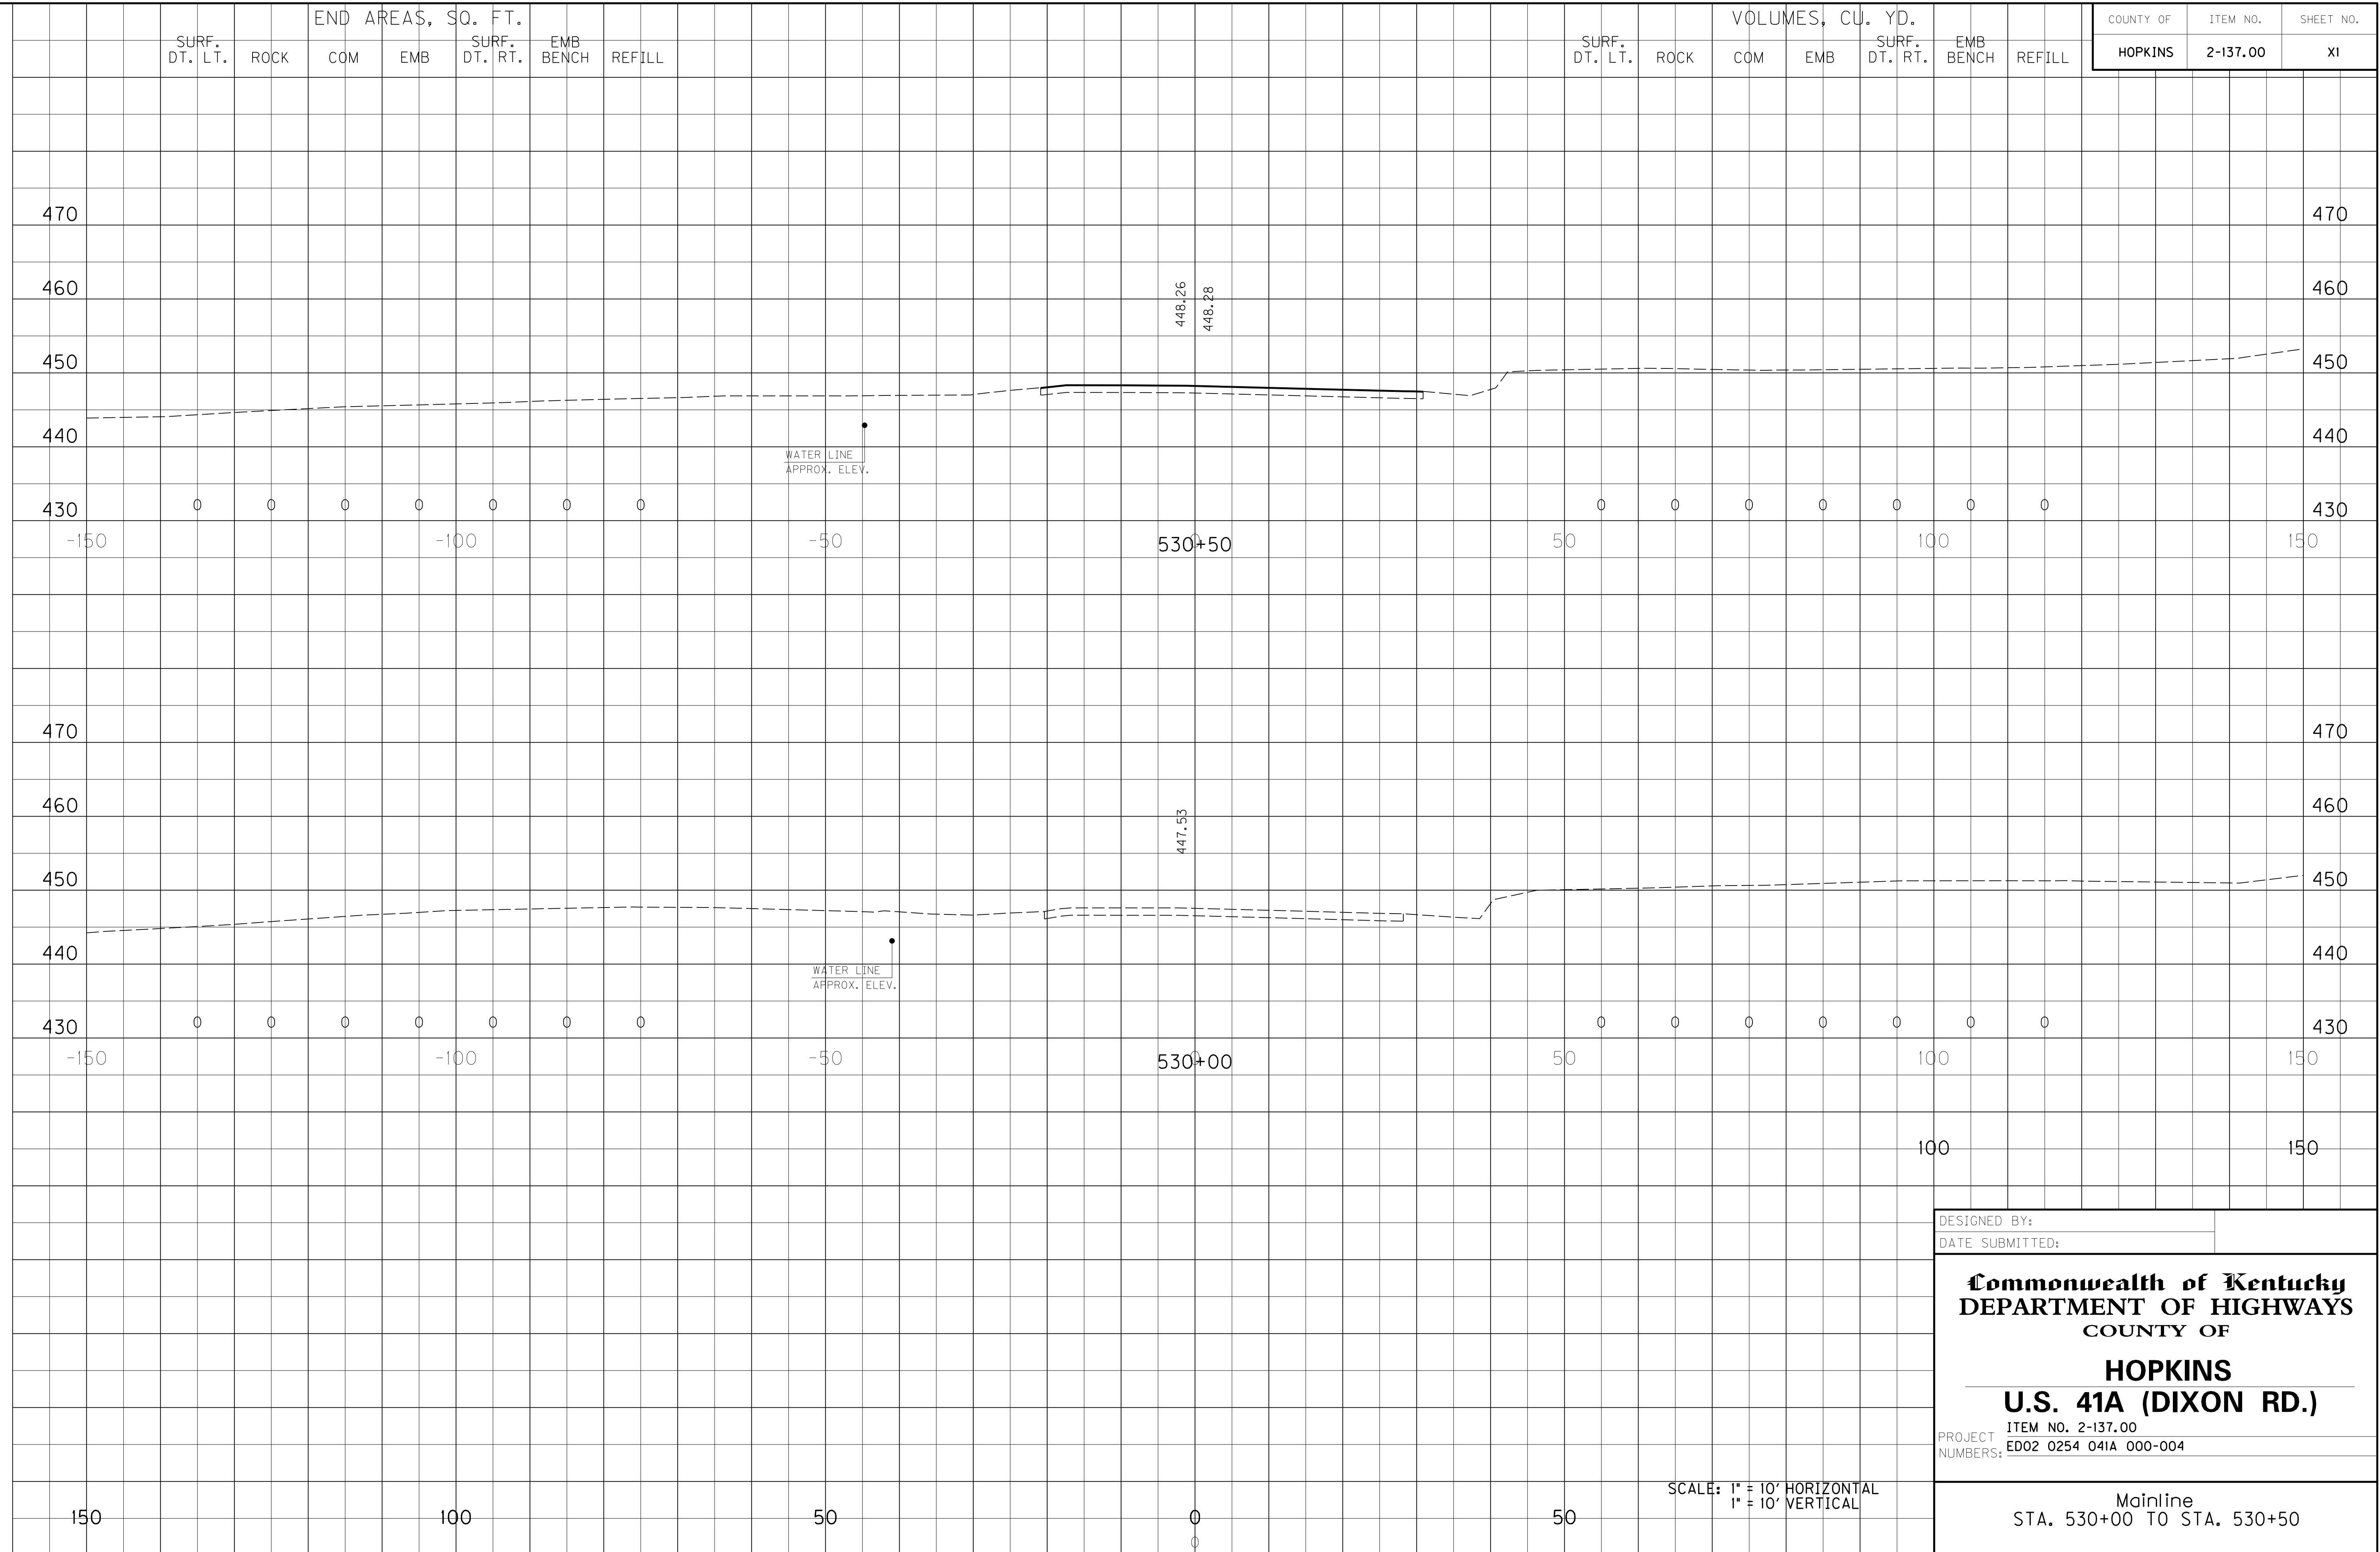 END AREAS, SQ. FT.
SURF. DT. LT. ROCK COM EMB SURF. DT. RT. EMB BENCH REFILL
VOLUMES, CU. YD.
SURF. DT. LT. ROCK COM EMB SURF. DT. RT. EMB BENCH REFILL
COUNTY OF ITEM NO. SHEET NO.
HOPKINS 2-137.00 X1
470 470
460 460
448.26
448.28
450 450
440 440
WATER LINE
APPROX. ELEV.
0 0 0 0 0 0 0 0 0 0 0 0 0 0
430 430
-150 -100 -50 0 50 100 150
530+50
470 470
460 460
447.53
450 450
440 440
WATER LINE
APPROX. ELEV.
0 0 0 0 0 0 0 0 0 0 0 0 0 0
430 430
-150 -100 -50 0 50 100 150
530+00
100 150
DESIGNED BY:
DATE SUBMITTED:
Commonwealth of Kentucky
DEPARTMENT OF HIGHWAYS
COUNTY OF
HOPKINS
U.S. 41A (DIXON RD.)
PROJECT NUMBERS:
ITEM NO. 2-137.00
ED02 0254 041A 000-004
SCALE: 1" = 10' HORIZONTAL
1" = 10' VERTICAL
Mainline
STA. 530+00 TO STA. 530+50
150 100 50 0 50
0